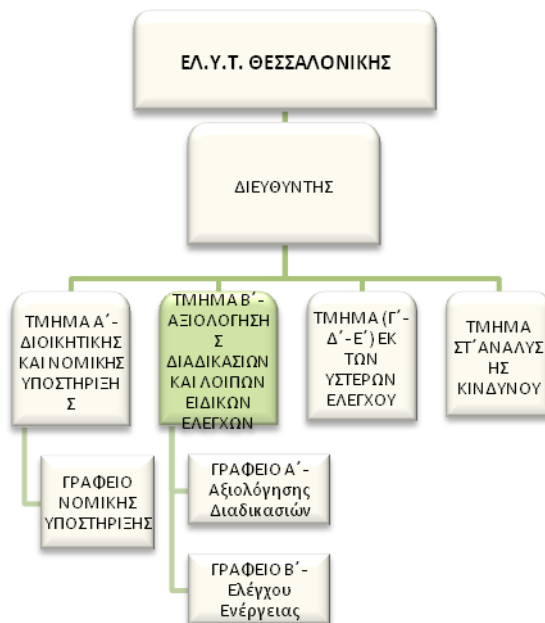 ΕΛ.Υ.Τ. ΘΕΣΣΑΛΟΝΙΚΗΣ
ΔΙΕΥΘΥΝΤΗΣ
ΤΜΗΜΑ Α΄-
ΔΙΟΙΚΗΤΙΚΗΣ
ΚΑΙ ΝΟΜΙΚΗΣ
ΥΠΟΣΤΗΡΙΞΗ
Σ
ΤΜΗΜΑ Β΄-
ΑΞΙΟΛΟΓΗΣΗ
Σ
ΔΙΑΔΙΚΑΣΙΩΝ
ΚΑΙ ΛΟΙΠΩΝ
ΕΙΔΙΚΩΝ
ΕΛΕΓΧΩΝ
ΤΜΗΜΑ (Γ΄-
Δ΄-Ε΄) ΕΚ
ΤΩΝ
ΥΣΤΕΡΩΝ
ΕΛΕΓΧΟΥ
ΤΜΗΜΑ
ΣΤ΄ΑΝΑΛΥΣ
ΗΣ
ΚΙΝΔΥΝΟΥ
ΓΡΑΦΕΙΟ
ΝΟΜΙΚΗΣ
ΥΠΟΣΤΗΡΙΞΗΣ
ΓΡΑΦΕΙΟ Α΄-
Αξιολόγησης
Διαδικασιών
ΓΡΑΦΕΙΟ Β΄-
Ελέγχου
Ενέργειας